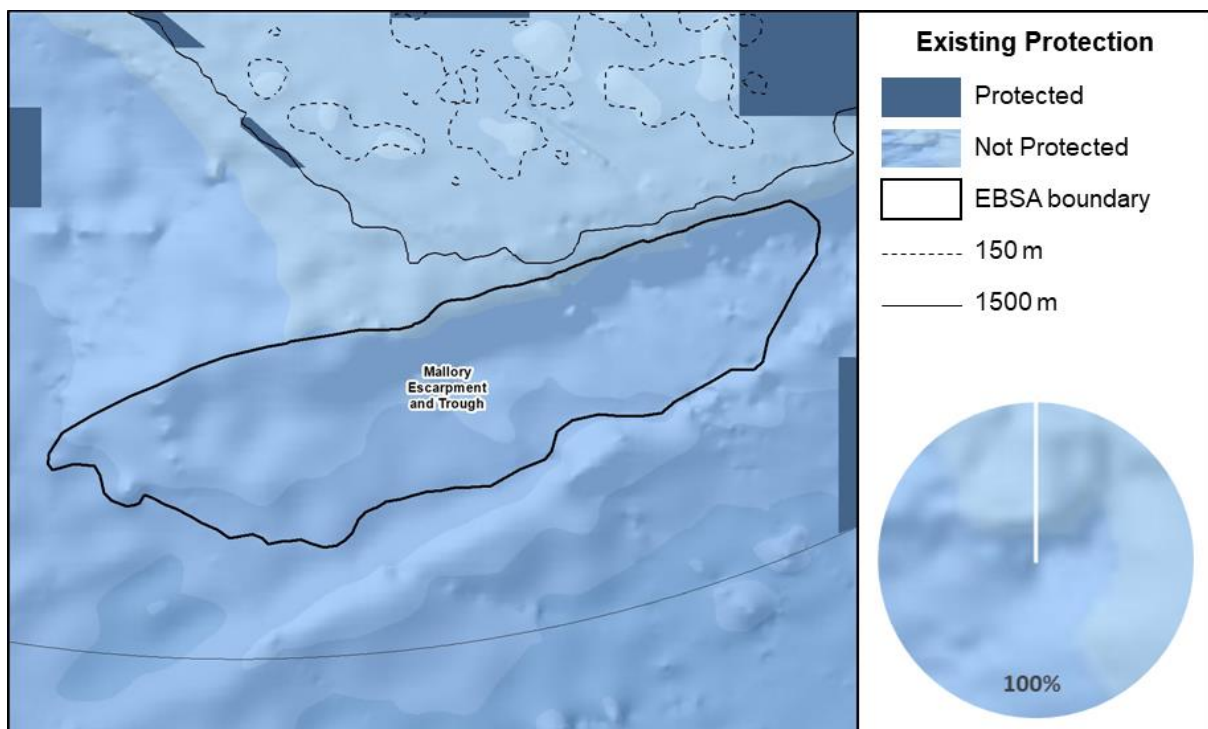 Mallory
Escarpment
and Trough
Existing Protection
Protected
Not Protected
EBSA boundary
150 m
1500 m
100%